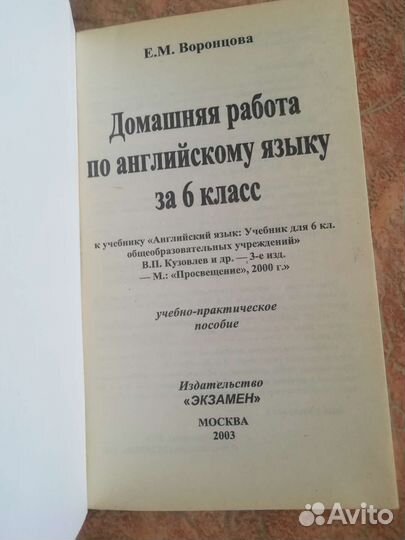 Е.М. Воронцова
Домашняя работа
по английскому языку
за 6 класс
к учебнику «Английский язык: Учебник для 6 кл.
общеобразовательных учреждений»
В.П. Кузовлев и др. — 3-е изд.
— М.: «Просвещение», 2000 г.»
учебно-практическое
пособие
Издательство
«ЭКЗАМЕН»
МОСКВА
2003
Avito